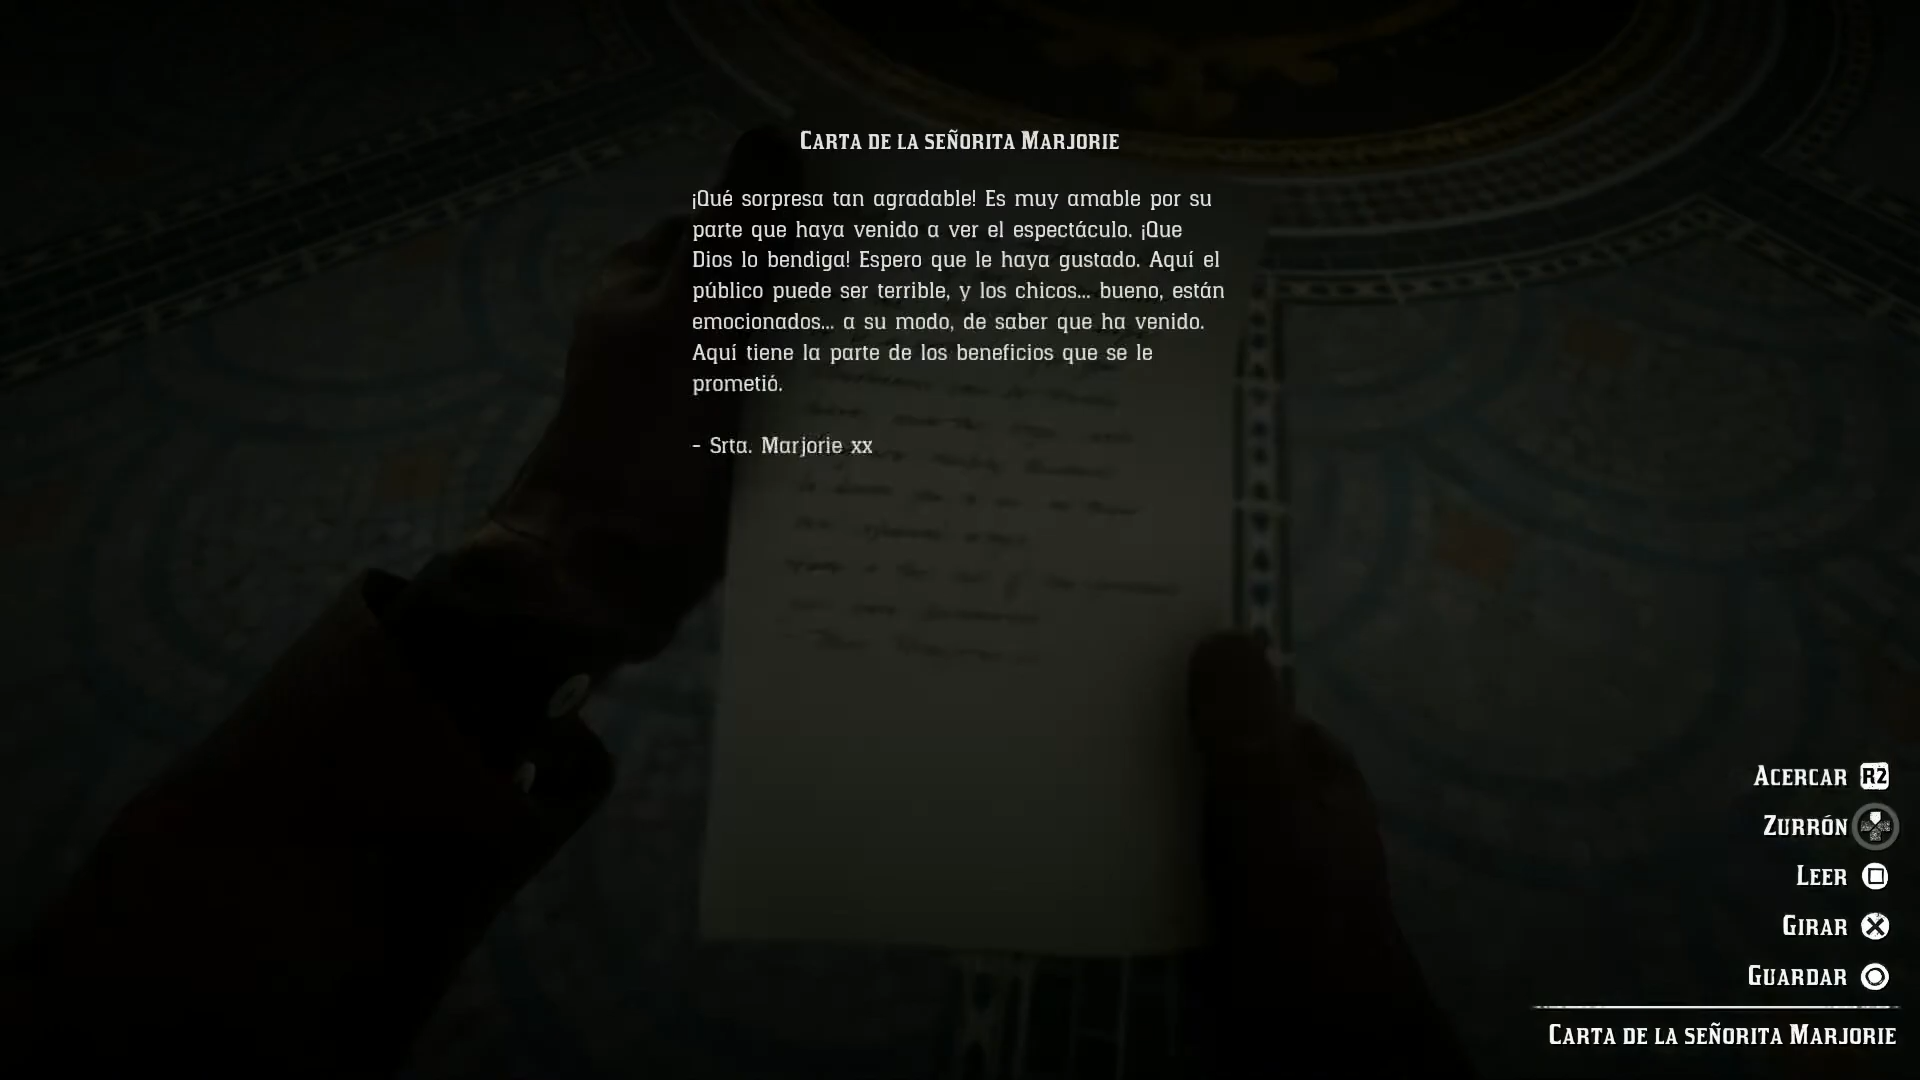 Carta de la señorita Marjorie
¡Qué sorpresa tan agradable! Es muy amable por su
parte que haya venido a ver el espectáculo. ¡Que
Dios lo bendiga! Espero que le haya gustado. Aquí el
público puede ser terrible, y los chicos... bueno, están
emocionados... a su modo, de saber que ha venido.
Aquí tiene la parte de los beneficios que se le
prometió.
- Srta. Marjorie xx
Acercar R2
Zurrón
Leer
Girar
Guardar
Carta de la señorita Marjorie